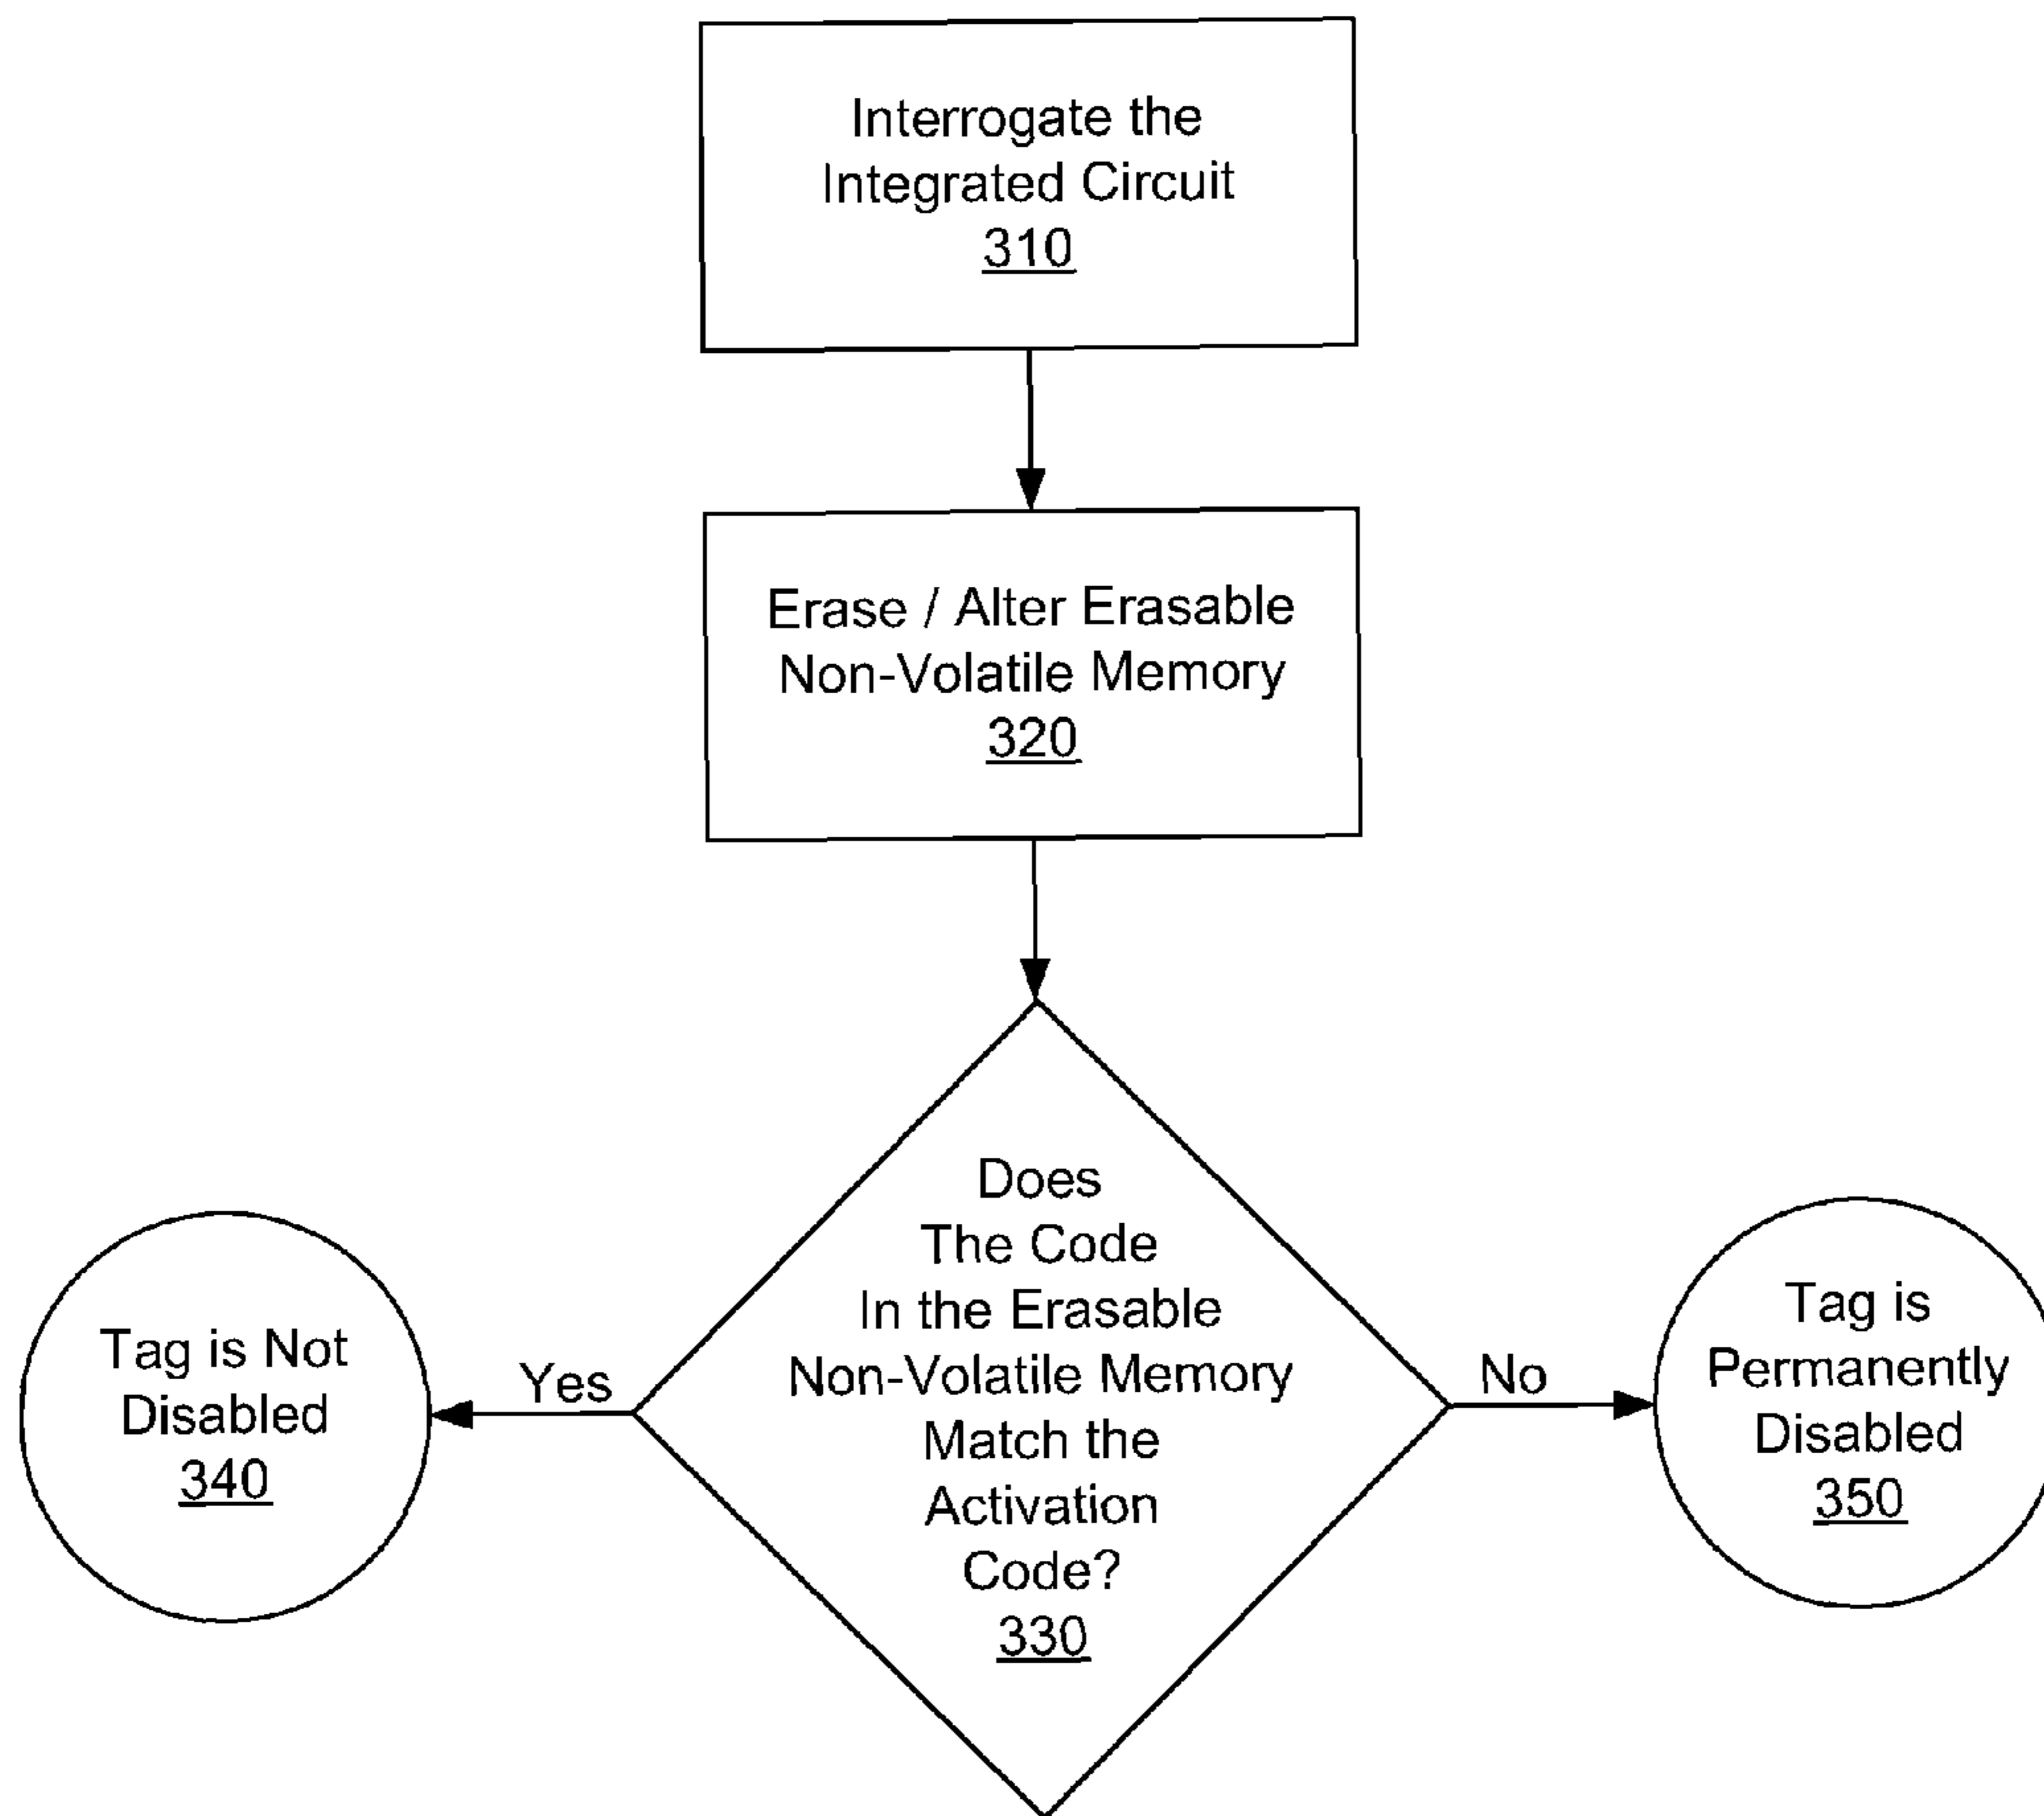 Interrogate the
Integrated Circuit
310
Erase / Alter Erasable
Non-Volatile Memory
320
Does
The Code
In the Erasable
Non-Volatile Memory
Match the
Activation
Code?
330
Yes
Tag is Not
Disabled
340
No
Tag is
Permanently
Disabled
350